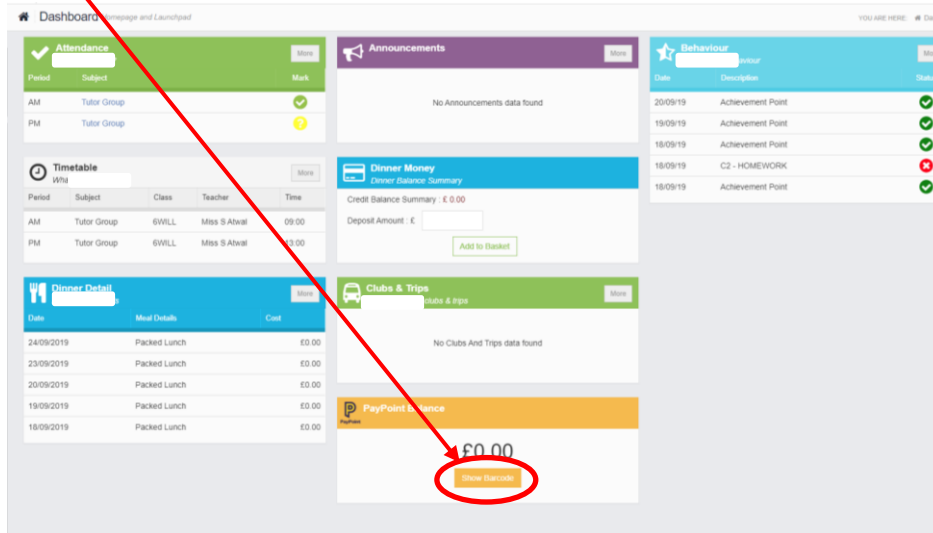 Dashboard Homepage and Launchpad
YOU ARE HERE: Da
Attendance
More
Period Subject Mark
AM Tutor Group
PM Tutor Group
Timetable
Wha
More
Period Subject Class Teacher Time
AM Tutor Group 6WILL Miss S Atwal 09:00
PM Tutor Group 6WILL Miss S Atwal 13:00
Dinner Detail
s
More
Date Meal Details Cost
24/09/2019 Packed Lunch £0.00
23/09/2019 Packed Lunch £0.00
20/09/2019 Packed Lunch £0.00
19/09/2019 Packed Lunch £0.00
18/09/2019 Packed Lunch £0.00
Announcements
More
No Announcements data found
Dinner Money
Dinner Balance Summary
Credit Balance Summary : £ 0.00
Deposit Amount : £
Add to Basket
Clubs & Trips
clubs & trips
More
No Clubs And Trips data found
PayPoint Balance
PayPoint
£0.00
Show Barcode
Behaviour
aviour
Mo
Date Description Statu
20/09/19 Achievement Point
19/09/19 Achievement Point
18/09/19 Achievement Point
18/09/19 C2 - HOMEWORK
18/09/19 Achievement Point